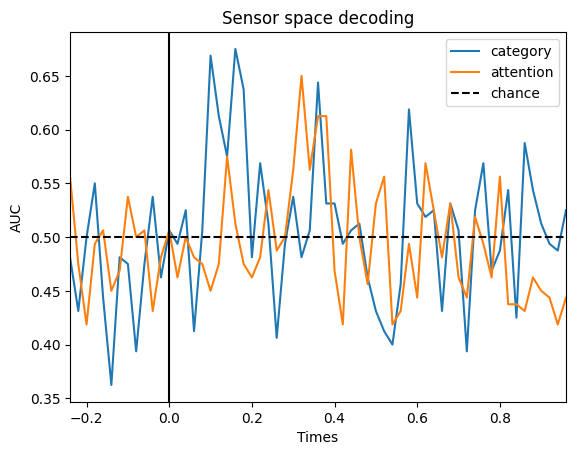 Sensor space decoding
category
attention
chance
AUC
0.65
0.60
0.55
0.50
0.45
0.40
0.35
−0.2
0.0
0.2
0.4
0.6
0.8
Times